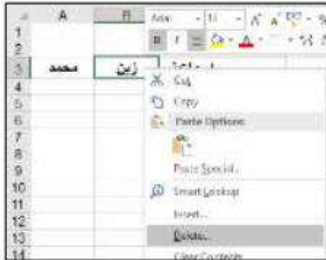 A B
1
2
3 محمد زين
4
5
6
7
8
9
10
11
12
13
14
Cut
Copy
Paste Options:
Paste Special...
Smart Lookup
Insert...
Delete...
Clear Contents